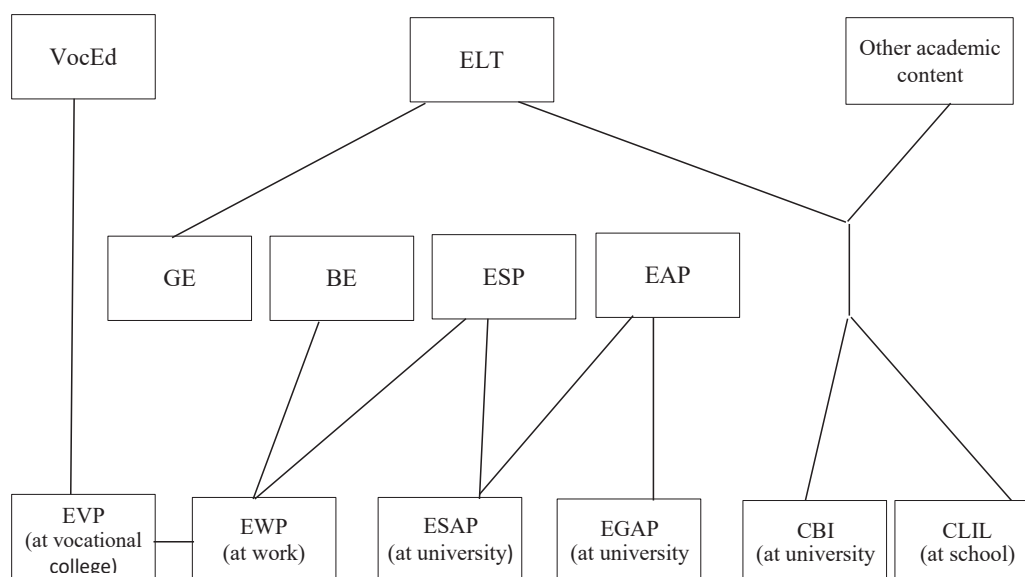 VocEd
ELT
Other academic
content
GE
BE
ESP
EAP
EVP
(at vocational
college)
EWP
(at work)
ESAP
(at university)
EGAP
(at university
CBI
(at university
CLIL
(at school)